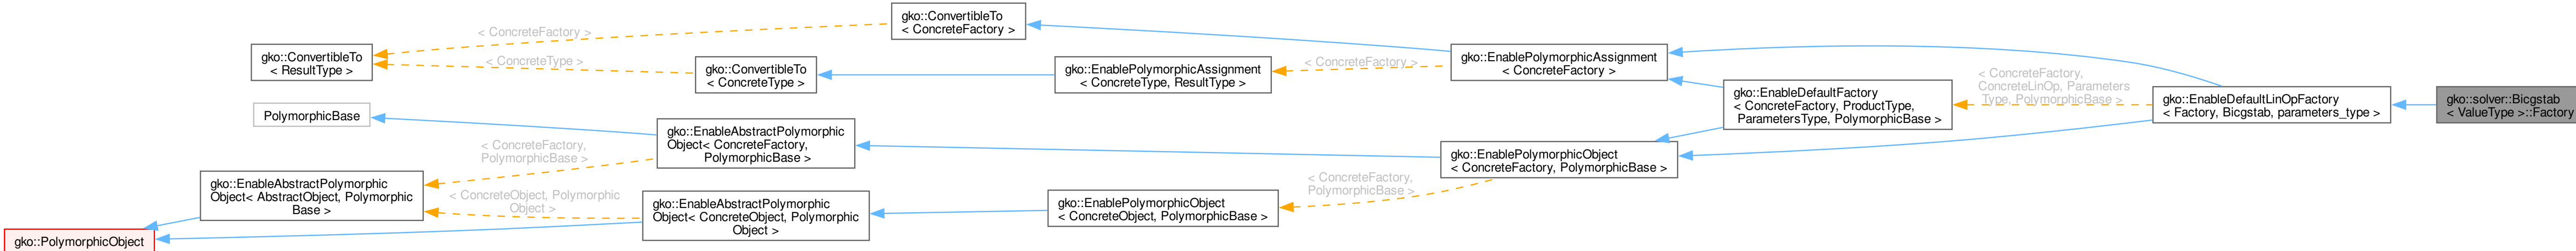 gko::ConvertibleTo
< ConcreteFactory >
< ConcreteFactory >
gko::ConvertibleTo
< ResultType >
< ConcreteType >
gko::ConvertibleTo
< ConcreteType >
gko::EnablePolymorphicAssignment
< ConcreteType, ResultType >
< ConcreteFactory >
gko::EnablePolymorphicAssignment
< ConcreteFactory >
gko::EnableDefaultFactory
< ConcreteFactory, ProductType,
ParametersType, PolymorphicBase >
< ConcreteFactory,
ConcreteLinOp, Parameters
Type, PolymorphicBase >
gko::EnableDefaultLinOpFactory
< Factory, Bicgstab, parameters_type >
gko::solver::Bicgstab
< ValueType >::Factory
PolymorphicBase
gko::EnableAbstractPolymorphic
Object< ConcreteFactory,
PolymorphicBase >
< ConcreteFactory,
PolymorphicBase >
gko::EnablePolymorphicObject
< ConcreteFactory, PolymorphicBase >
gko::EnableAbstractPolymorphic
Object< AbstractObject, Polymorphic
Base >
< ConcreteObject, Polymorphic
Object >
gko::EnableAbstractPolymorphic
Object< ConcreteObject, Polymorphic
Object >
gko::EnablePolymorphicObject
< ConcreteObject, PolymorphicBase >
< ConcreteFactory,
PolymorphicBase >
gko::PolymorphicObject